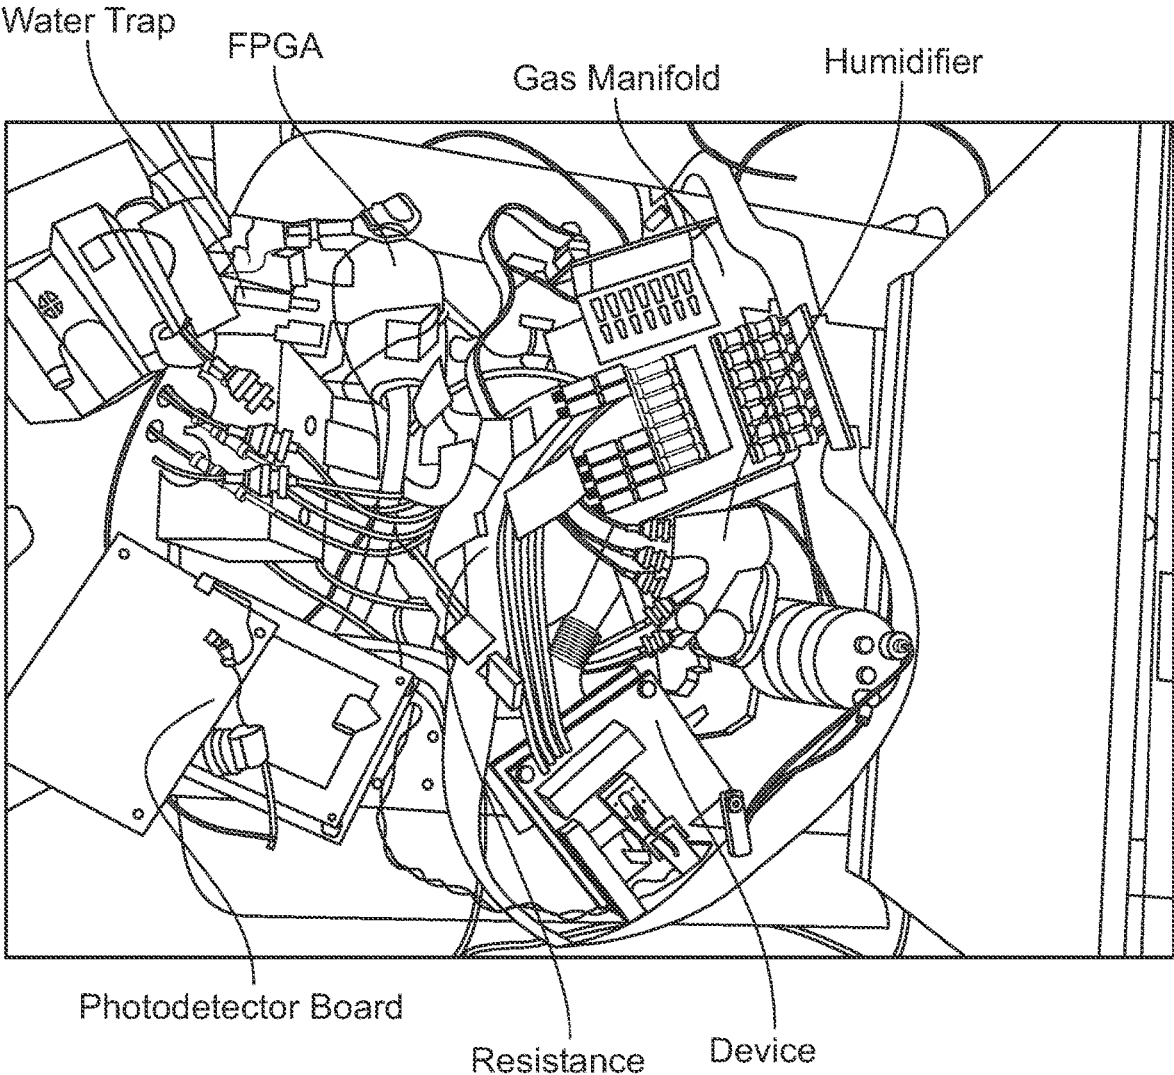 Water Trap
FPGA
Gas Manifold
Humidifier
Photodetector Board
Resistance
Device